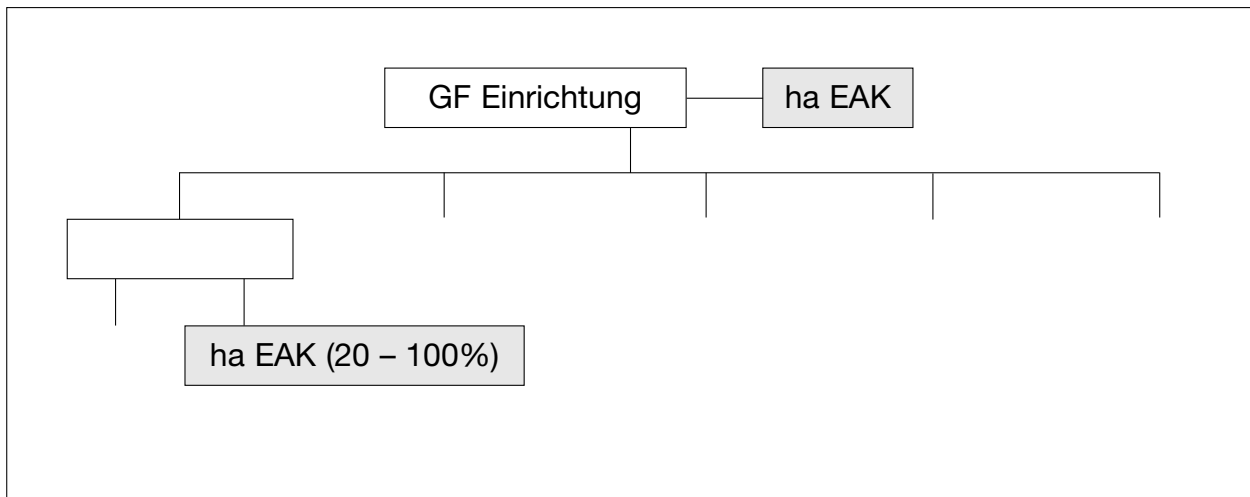 GF Einrichtung
ha EAK
ha EAK (20 – 100%)